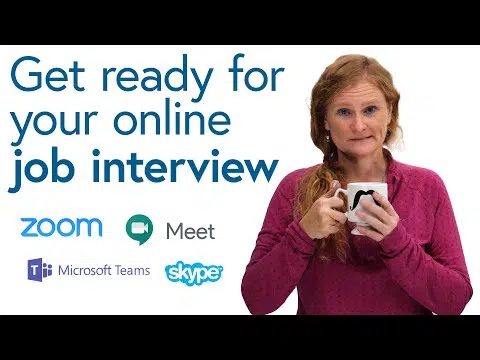 Get ready for
your online
job interview
zoom
Meet
Microsoft Teams
skype